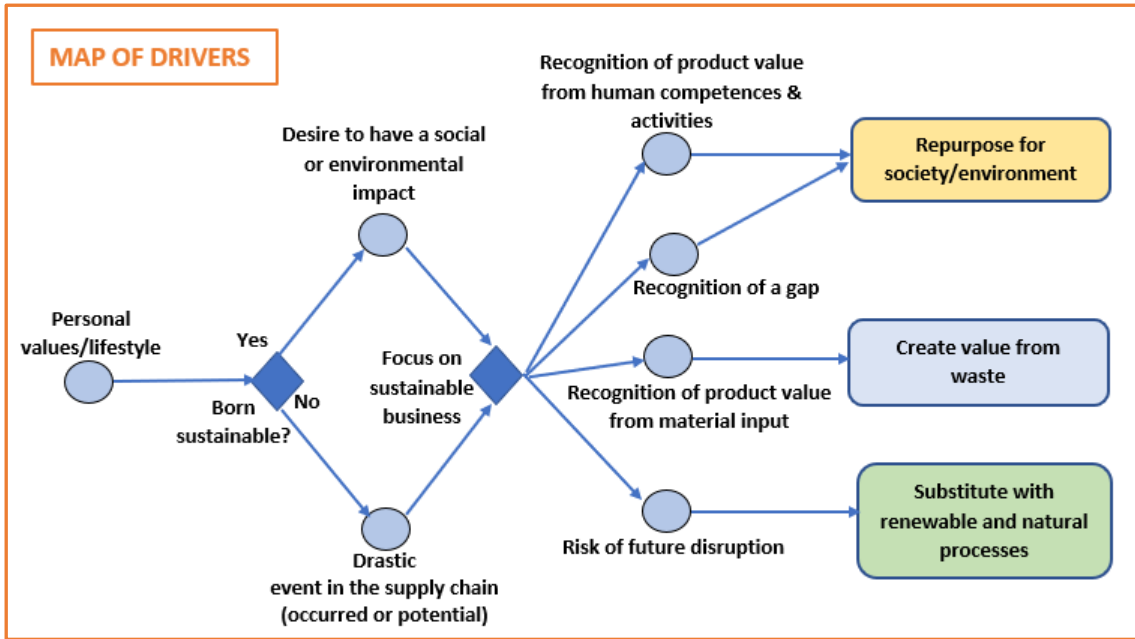 MAP OF DRIVERS
Personal
values/lifestyle
Yes
No
Born
sustainable?
Desire to have a social
or environmental
impact
Drastic
event in the supply chain
(occurred or potential)
Focus on
sustainable
business
Recognition of product value
from human competences &
activities
Recognition of a gap
Recognition of product value
from material input
Risk of future disruption
Repurpose for
society/environment
Create value from
waste
Substitute with
renewable and natural
processes